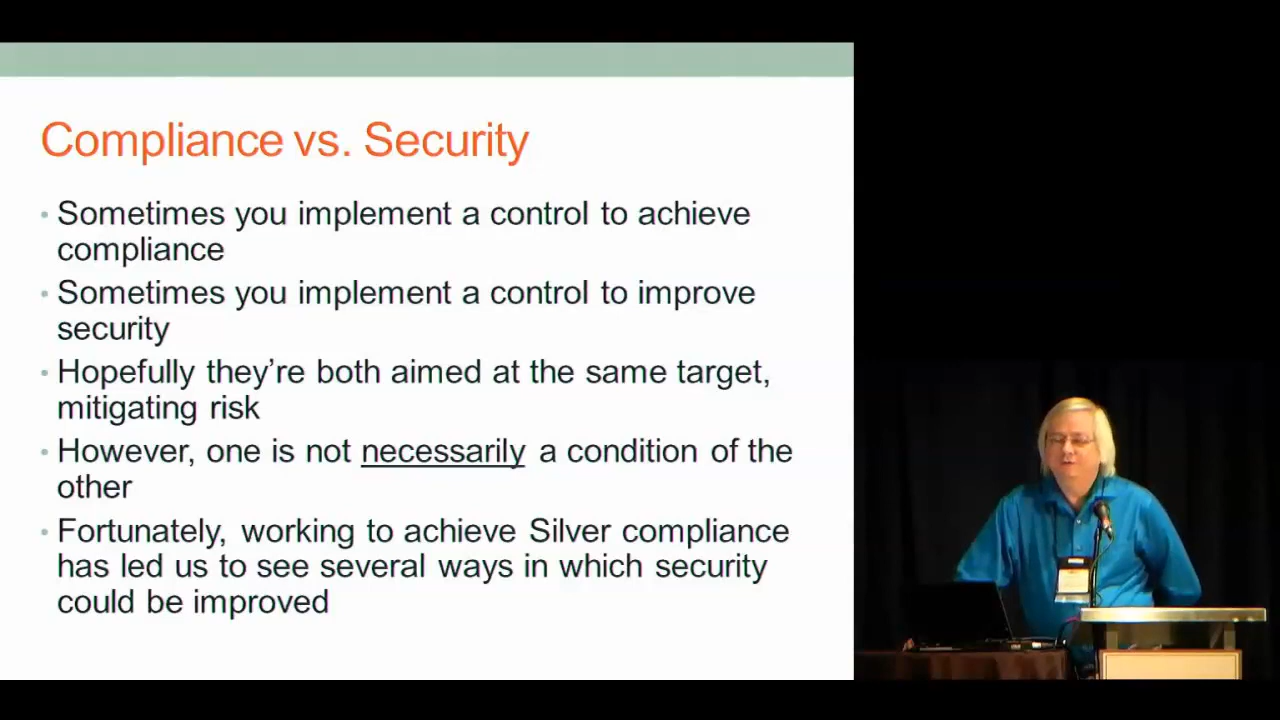 Compliance vs. Security
• Sometimes you implement a control to achieve
compliance
• Sometimes you implement a control to improve
security
• Hopefully they’re both aimed at the same target,
mitigating risk
• However, one is not necessarily a condition of the
other
• Fortunately, working to achieve Silver compliance
has led us to see several ways in which security
could be improved